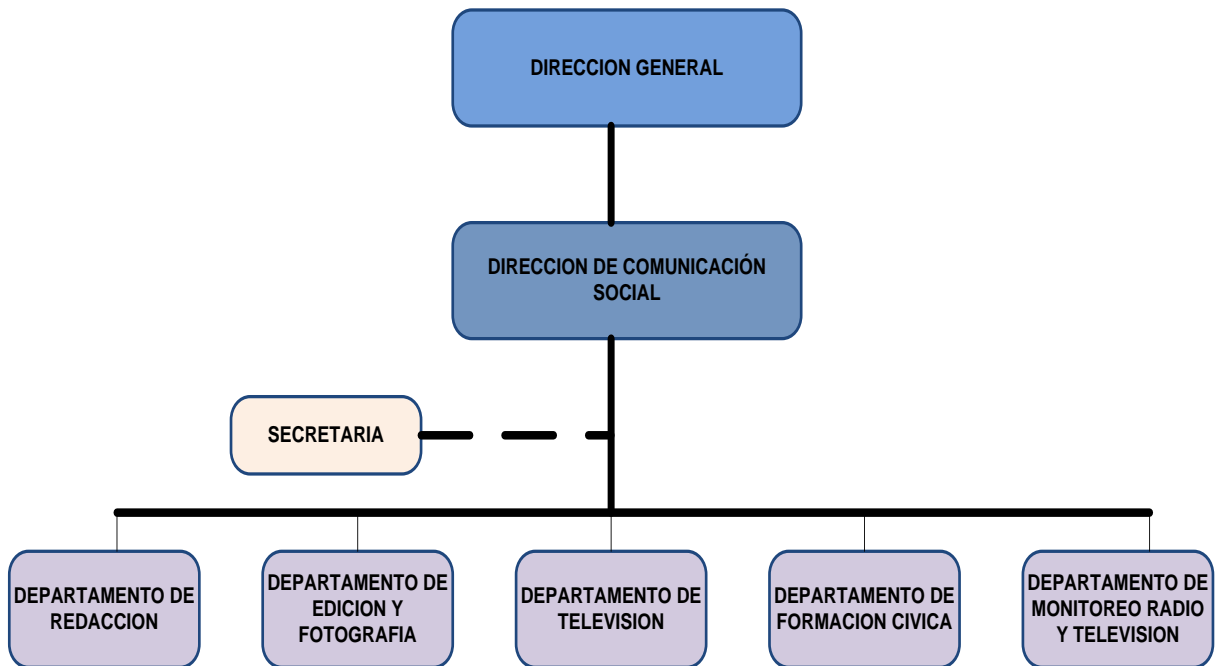 DIRECCION GENERAL
DIRECCION DE COMUNICACIÓN
SOCIAL
SECRETARIA
DEPARTAMENTO DE
REDACCION
DEPARTAMENTO DE
EDICION Y
FOTOGRAFIA
DEPARTAMENTO DE
TELEVISION
DEPARTAMENTO DE
FORMACION CIVICA
DEPARTAMENTO DE
MONITOREO RADIO
Y TELEVISION